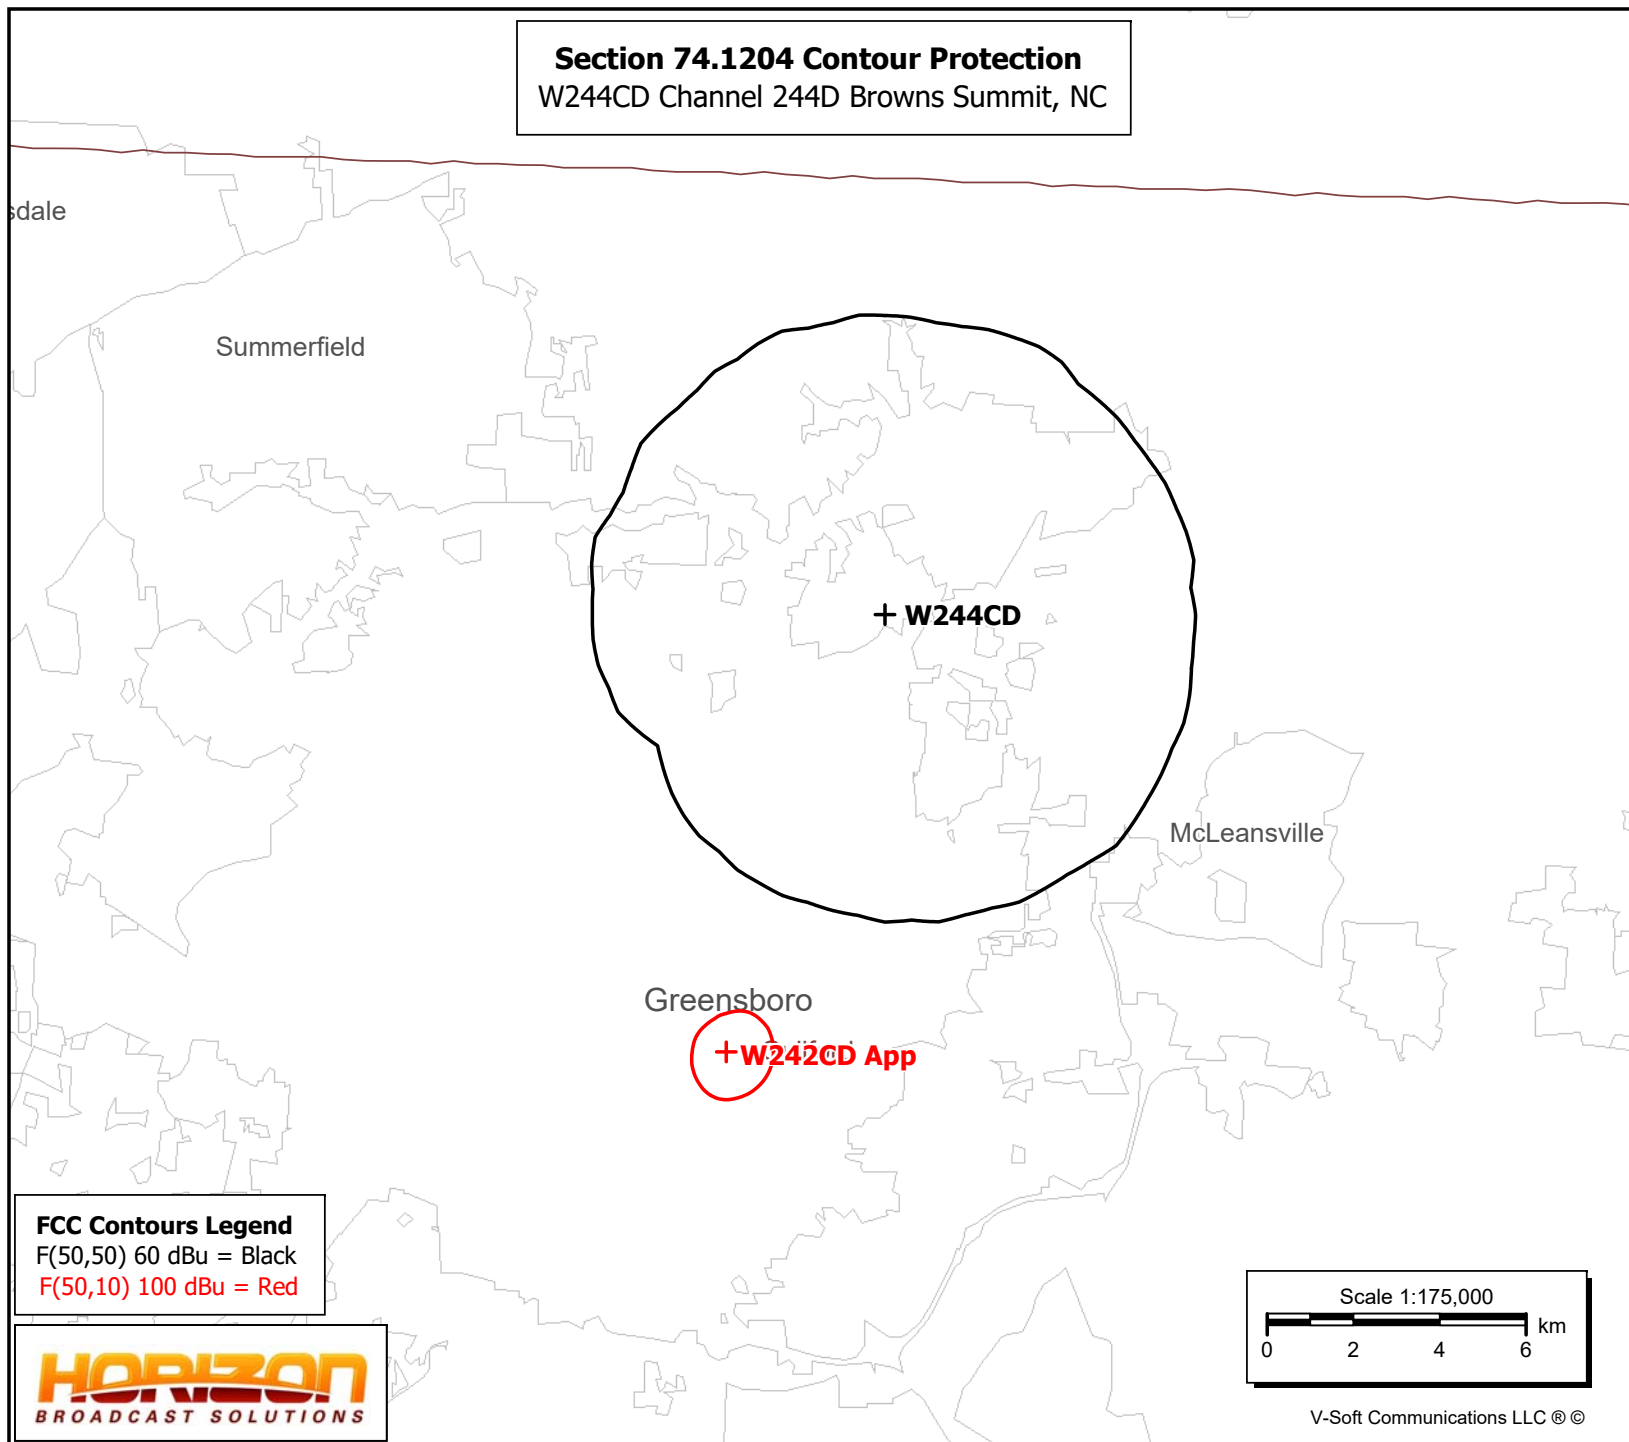 Section 74.1204 Contour Protection
W244CD Channel 244D Browns Summit, NC
sdale
Summerfield
W244CD
McLeansville
Greensboro
W242CD App
FCC Contours Legend
F(50,50) 60 dBu = Black
F(50,10) 100 dBu = Red
Scale 1:175,000
km
0 2 4 6
HORIZON
BROADCAST SOLUTIONS
V-Soft Communications LLC ® ©